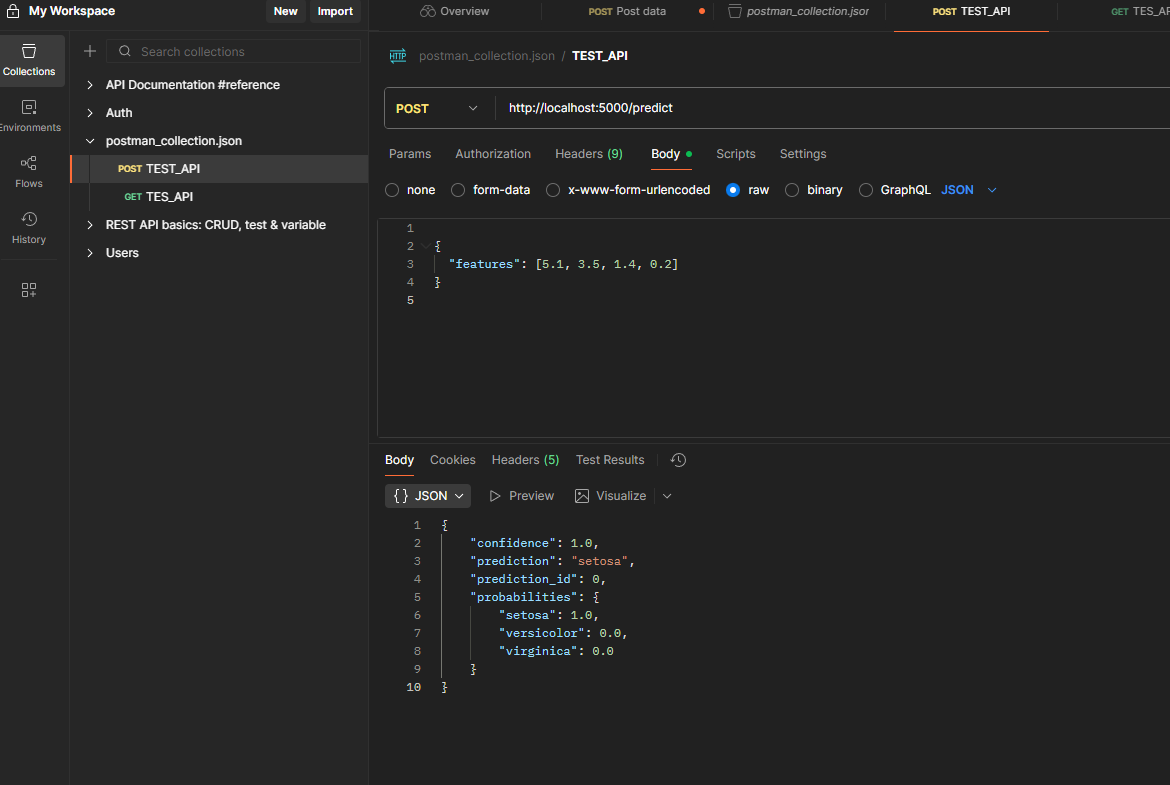 My Workspace New Import Overview POST Post data postman_collection.jsor POST TEST_API GET TES_AP
Collections
Environments
Flows
History
Search collections
API Documentation #reference
Auth
postman_collection.json
POST TEST_API
GET TES_API
REST API basics: CRUD, test & variable
Users
HTTP postman_collection.json / TEST_API
POST http://localhost:5000/predict
Params Authorization Headers (9) Body Scripts Settings
none form-data x-www-form-urlencoded raw binary GraphQL JSON
1
2 {
3 "features": [5.1, 3.5, 1.4, 0.2]
4 }
5
Body Cookies Headers (5) Test Results
{} JSON Preview Visualize
1 {
2 "confidence": 1.0,
3 "prediction": "setosa",
4 "prediction_id": 0,
5 "probabilities": {
6 "setosa": 1.0,
7 "versicolor": 0.0,
8 "virginica": 0.0
9 }
10 }